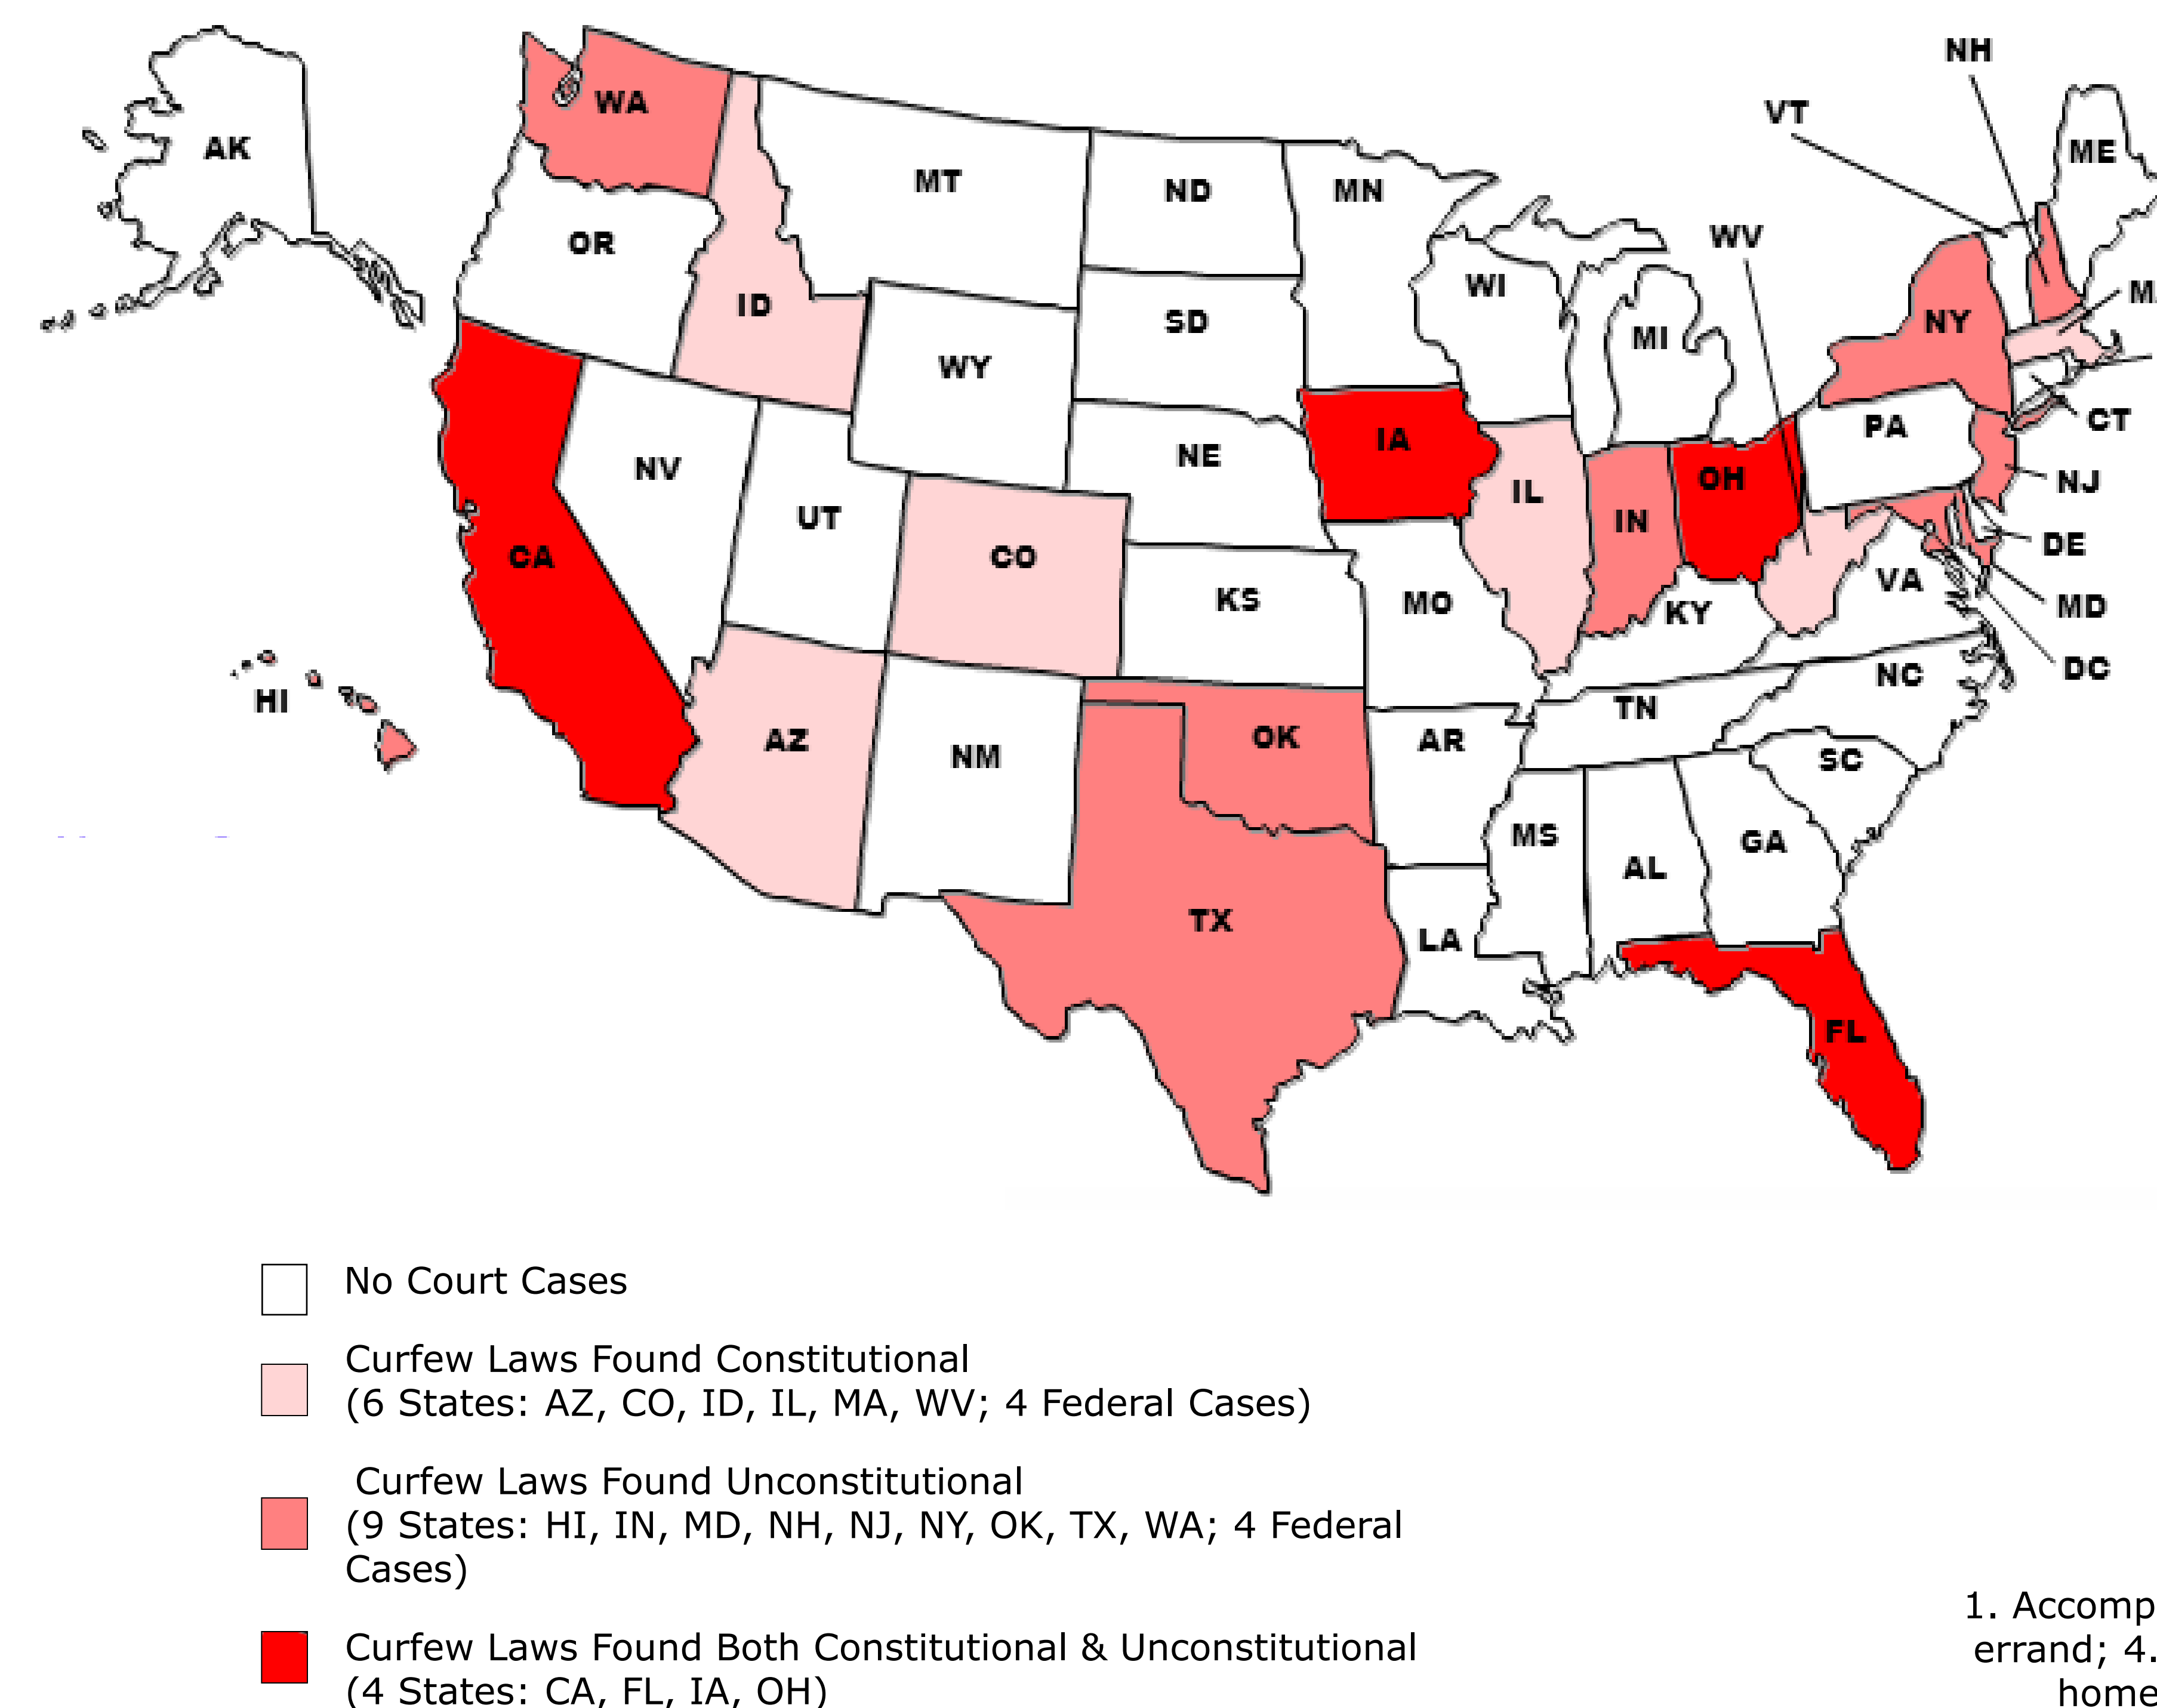 NH
VT
ME
WA
AK
MT
ND
MN
OR
WV
WI
ID
SD
NY
MI
WY
CT
PA
IA
NE
NV
OH
NJ
IL
UT
IN
DE
CO
VA
KS
MO
MD
KY
DC
NC
HI
TN
OK
AZ
AR
NM
SC
MS
GA
AL
TX
LA
FL
No Court Cases
Curfew Laws Found Constitutional
(6 States: AZ, CO, ID, IL, MA, WV; 4 Federal Cases)
Curfew Laws Found Unconstitutional
(9 States: HI, IN, MD, NH, NJ, NY, OK, TX, WA; 4 Federal
Cases)
Curfew Laws Found Both Constitutional & Unconstitutional
(4 States: CA, FL, IA, OH)
CA
1. Accomp
errand; 4.
home